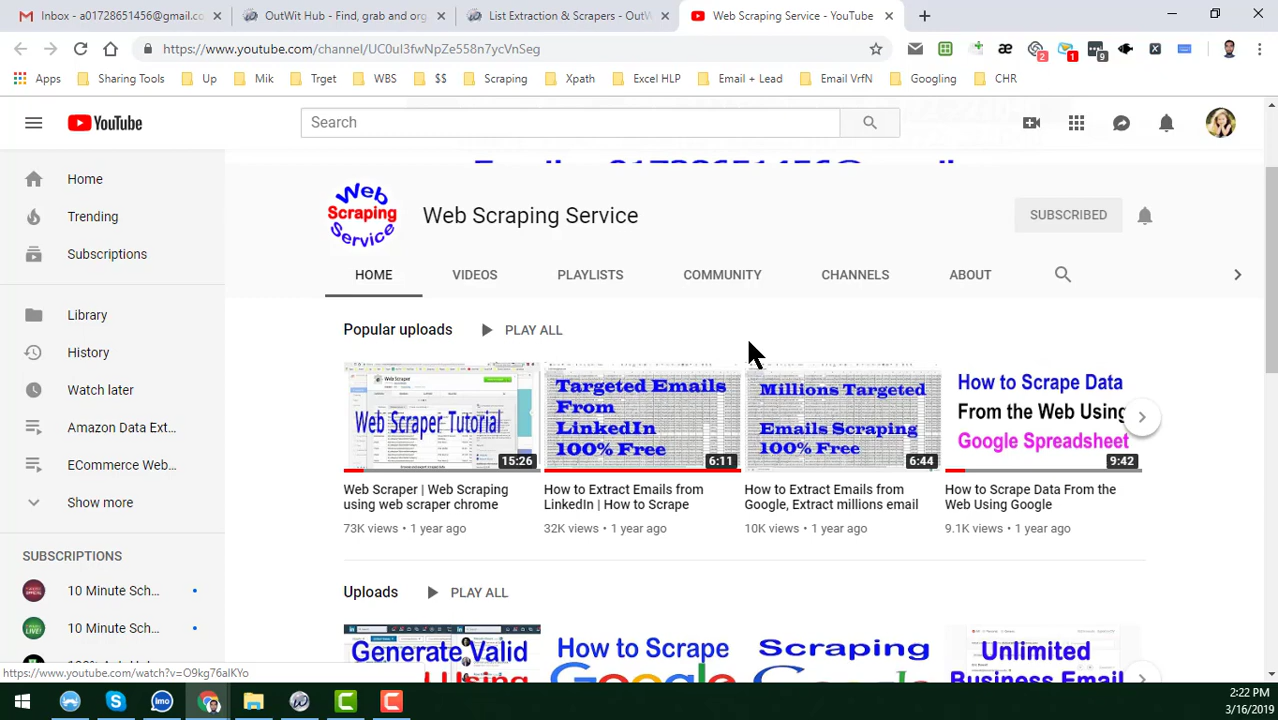 Inbox - a01728651456@gmail.co
OutWit Hub - Find, grab and org
List Extraction & Scrapers - OutW
Web Scraping Service - YouTube
https://www.youtube.com/channel/UC0ul3fwNpZe558n7ycVnSeg
2
1
9
Apps
Sharing Tools
Up
Mik
Trget
WBS
$$
Scraping
Xpath
Excel HLP
Email + Lead
Email VrfN
Googling
CHR
YouTube
Search
Home
Trending
Subscriptions
Library
History
Watch later
Amazon Data Ext...
ECommerce Web...
Show more
SUBSCRIPTIONS
10 Minute Sch...
10 Minute Sch...
Web
Scraping
Service
Web Scraping Service
SUBSCRIBED
HOME
VIDEOS
PLAYLISTS
COMMUNITY
CHANNELS
ABOUT
Popular uploads
PLAY ALL
Web Scraper Tutorial
15:26
Targeted Emails
From
LinkedIn
100% Free
6:11
Millions Targeted
Emails Scraping
100% Free
6:44
How to Scrape Data
From the Web Using
Google Spreadsheet
9:42
Web Scraper | Web Scraping
using web scraper chrome
73K views • 1 year ago
How to Extract Emails from
LinkedIn | How to Scrape
32K views • 1 year ago
How to Extract Emails from
Google, Extract millions email
10K views • 1 year ago
How to Scrape Data From the
Web Using Google
9.1K views • 1 year ago
Uploads
PLAY ALL
Generate Valid
How to Scrape
Google
Scraping
Unlimited
Business Email
https://www.youtube.com/watch?v=O9kg76alKYo
2:22 PM
3/16/2019